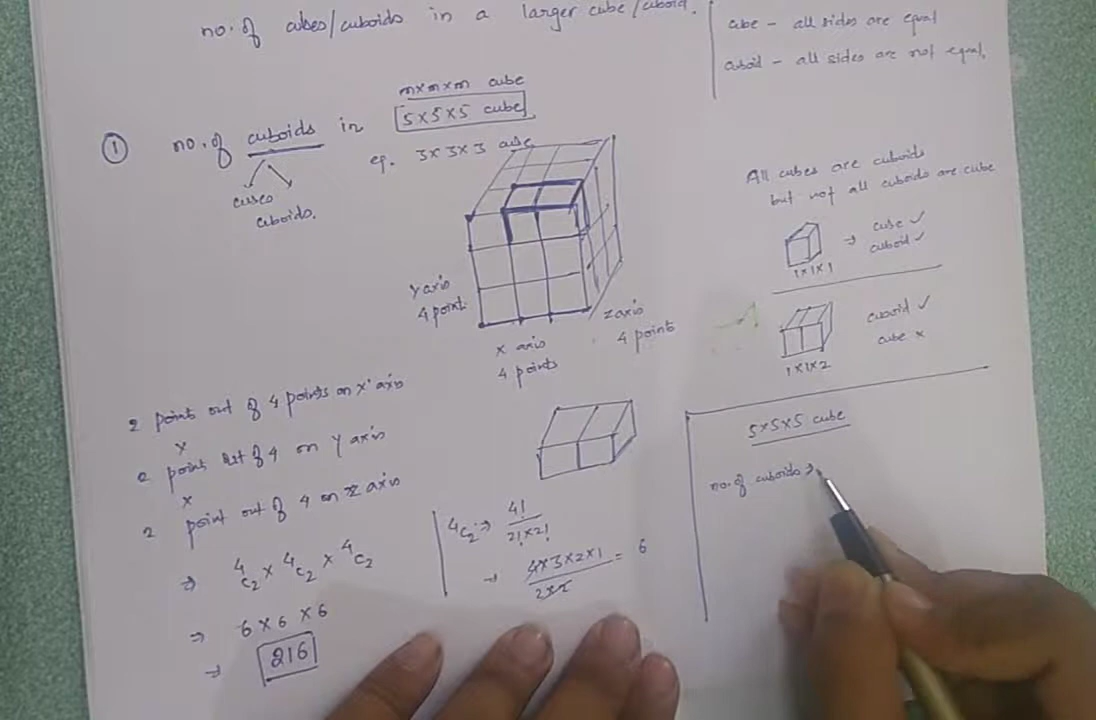 no. of cubes/cuboids in a larger cube/cuboid.
cube - all sides are equal
cuboid - all sides are not equal.
m×m×m cube
① no. of cuboids in 5×5×5 cube.
cubes
cuboids.
eg. 3×3×3 cube
All cubes are cuboids
but not all cuboids are cube
⇒ cube ✓
cuboid ✓
1×1×1
cuboid ✓
cube ×
1×1×2
Y axis
4 point
x axis
4 points
z axis
4 points
2 point out of 4 points on x' axis
×
2 point out of 4 on Y axis
×
2 point out of 4 on z axis
⇒ 4C2 × 4C2 × 4C2
⇒ 6 × 6 × 6
⇒ 216
4C2 ⇒ 4! / 2!×2!
⇒ 4×3×2×1 / 2×2 = 6
5×5×5 cube
no. of cuboids ⇒